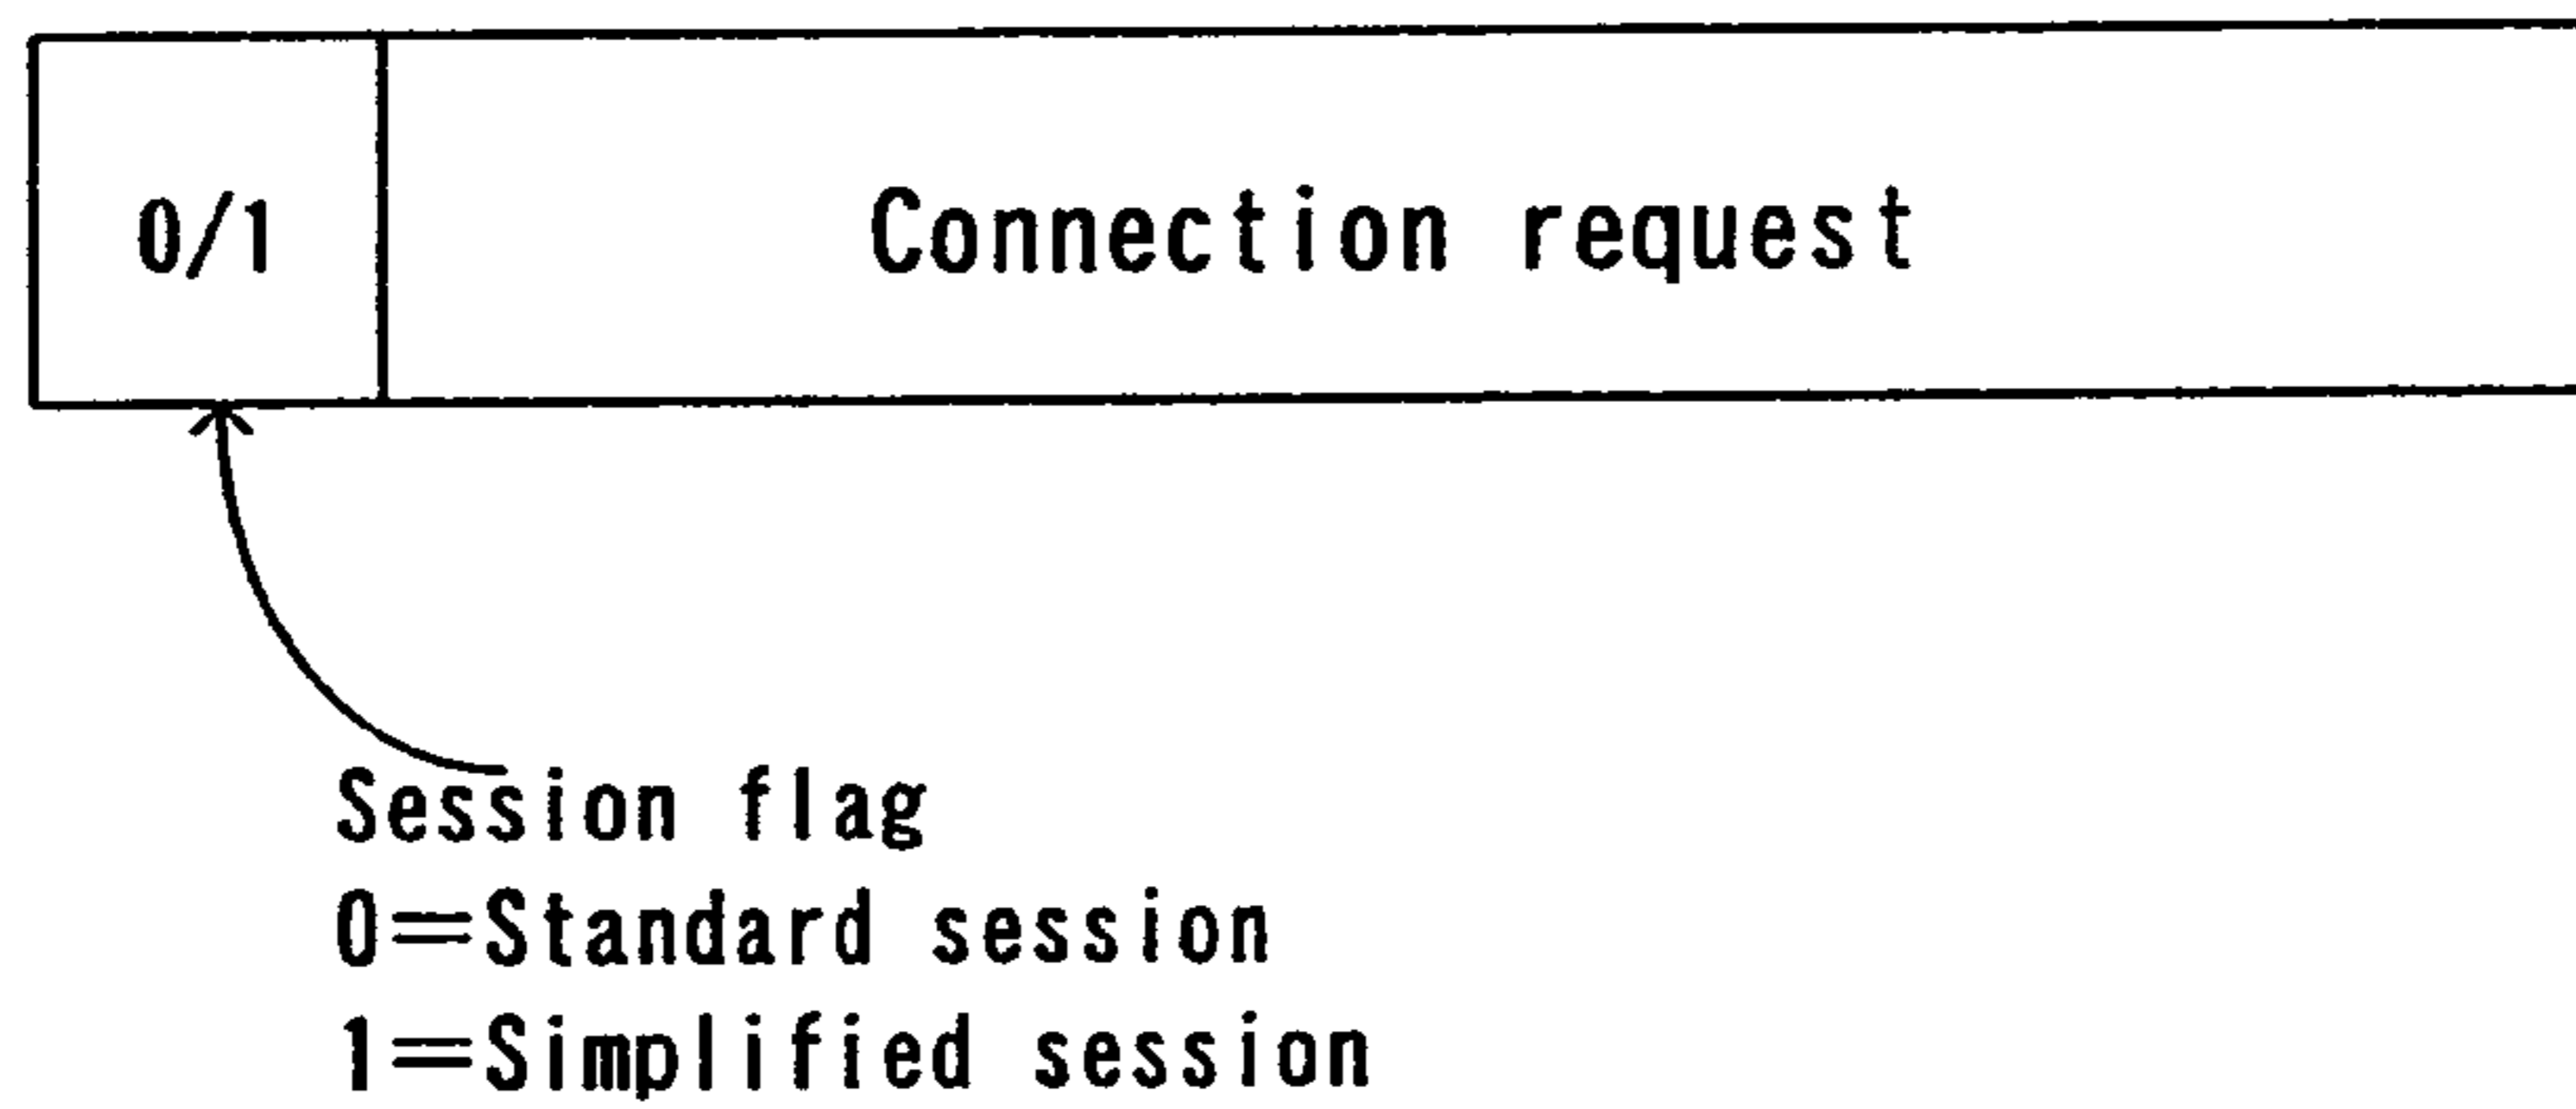 0/1 Connection request
Session flag
0=Standard session
1=Simplified session